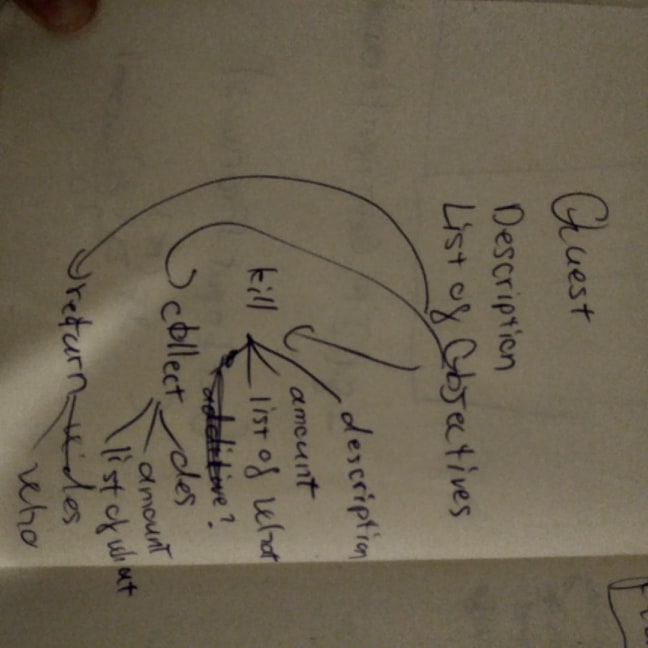 Quest
Description
List of Objectives
description
amount
kill
list of what
additive?
collect
des
amount
list of what
return
des
who